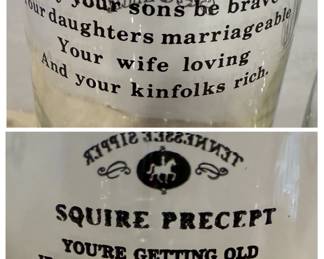 your sons be brave
Your daughters marriageable
Your wife loving
And your kinfolks rich.
TENNESSEE SIPPER
SQUIRE PRECEPT
YOU'RE GETTING OLD